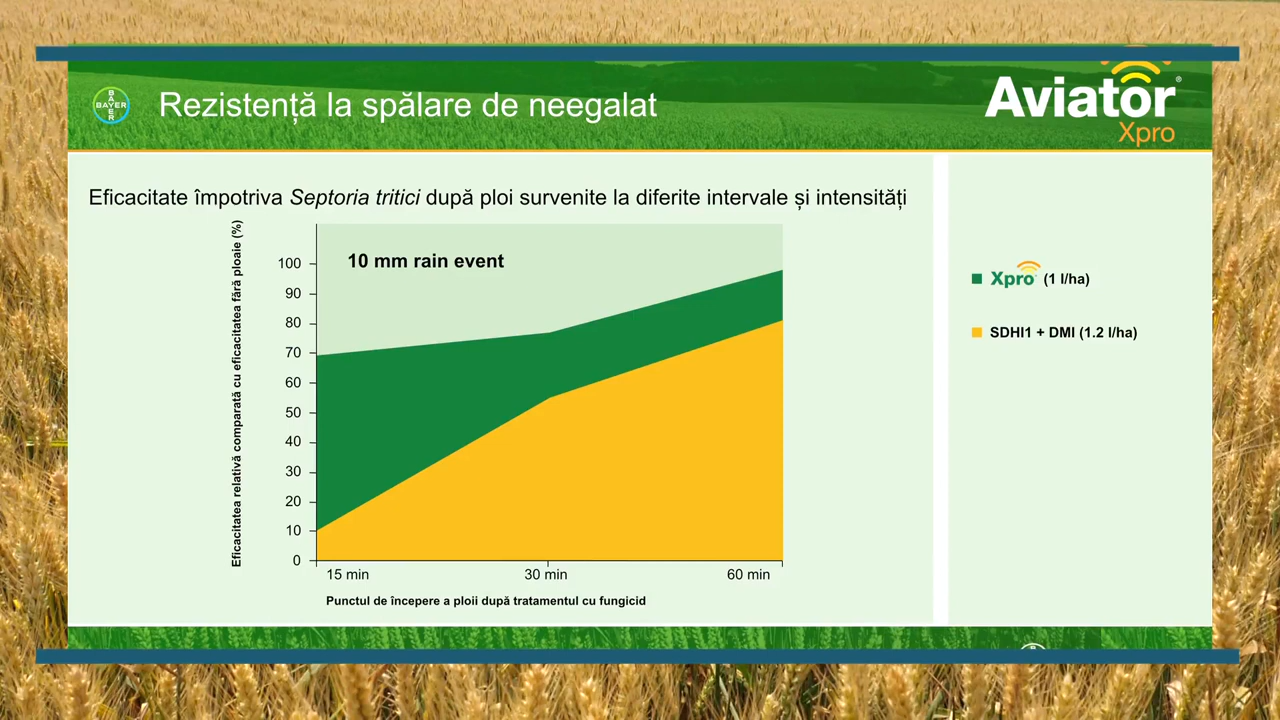 BAYER
BAYER
Rezistență la spălare de neegalat
Aviator®
Xpro
Eficacitate împotriva Septoria tritici după ploi survenite la diferite intervale și intensități
Eficacitatea relativă comparată cu eficacitatea fără ploaie (%)
10 mm rain event
100
90
80
70
60
50
40
30
20
10
0
15 min
30 min
60 min
Punctul de începere a ploii după tratamentul cu fungicid
Xpro (1 l/ha)
SDHI1 + DMI (1.2 l/ha)